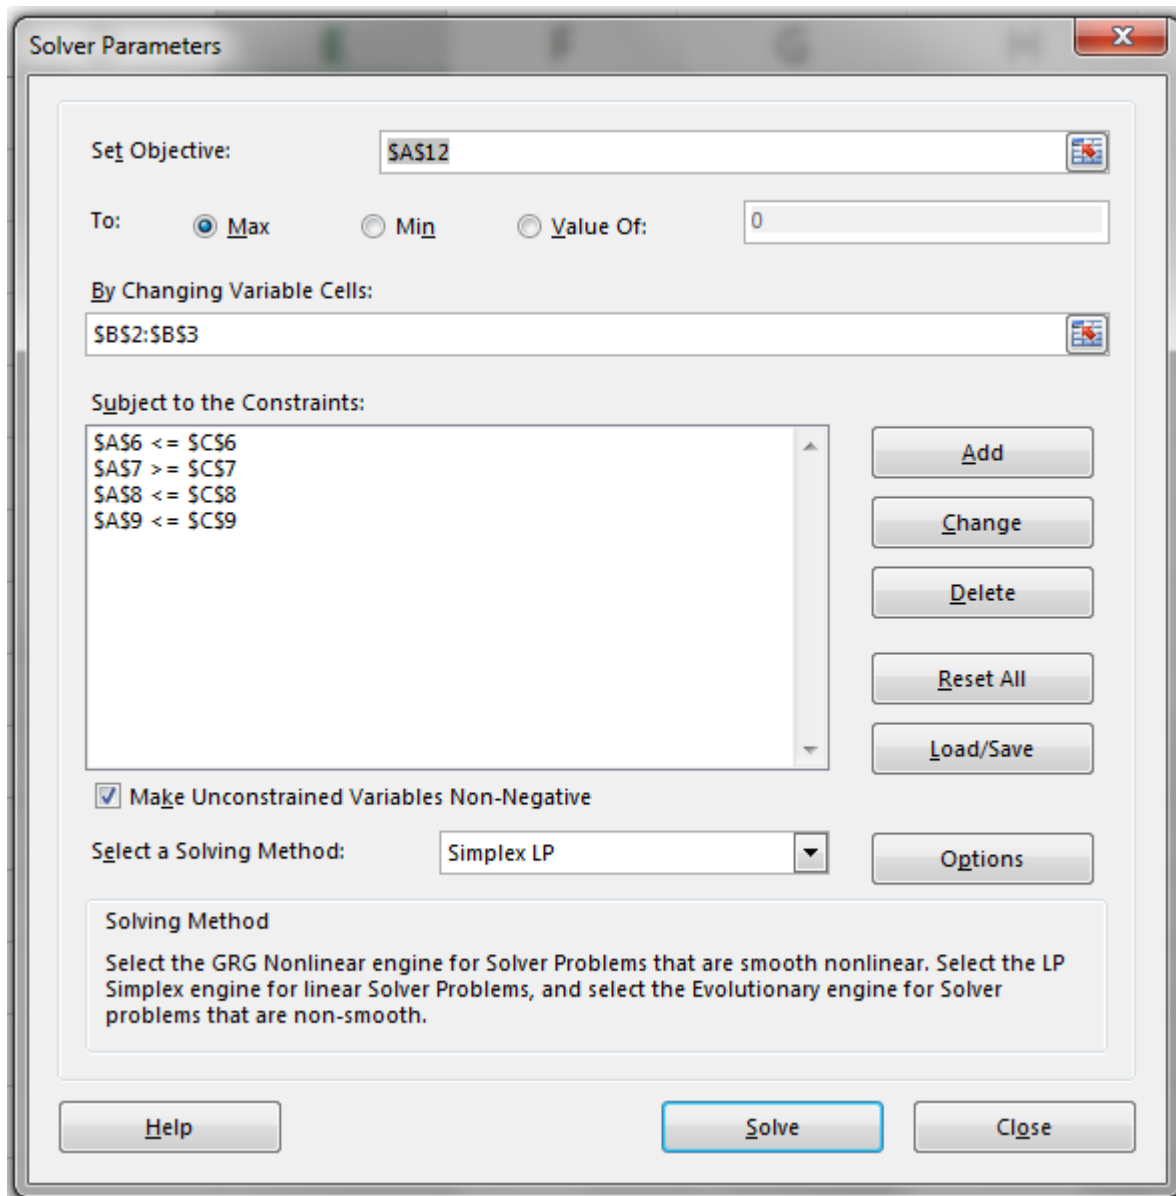 E F G H
Solver Parameters
X
Set Objective: $A$12
To: Max Min Value Of: 0
By Changing Variable Cells:
$B$2:$B$3
Subject to the Constraints:
$A$6 <= $C$6
$A$7 >= $C$7
$A$8 <= $C$8
$A$9 <= $C$9
Add
Change
Delete
Reset All
Load/Save
Make Unconstrained Variables Non-Negative
Select a Solving Method: Simplex LP
Options
Solving Method
Select the GRG Nonlinear engine for Solver Problems that are smooth nonlinear. Select the LP
Simplex engine for linear Solver Problems, and select the Evolutionary engine for Solver
problems that are non-smooth.
Help Solve Close